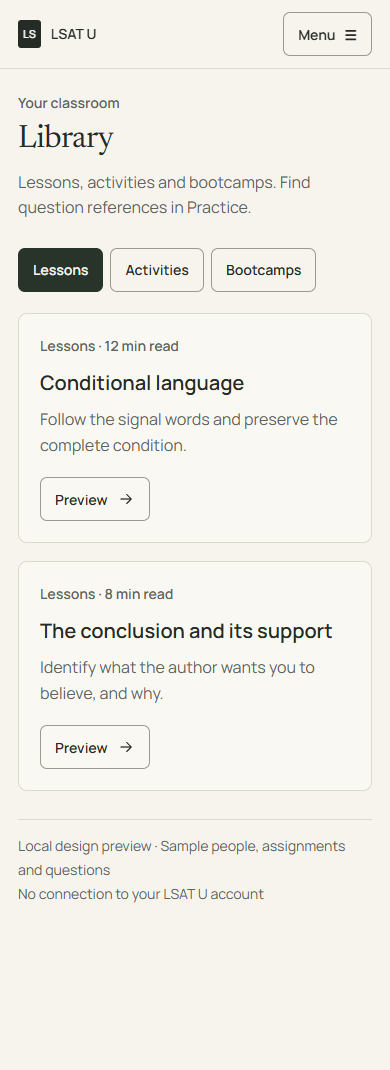 LS LSAT U
Menu
Your classroom
Library
Lessons, activities and bootcamps. Find
question references in Practice.
Lessons
Activities
Bootcamps
Lessons · 12 min read
Conditional language
Follow the signal words and preserve the
complete condition.
Preview →
Lessons · 8 min read
The conclusion and its support
Identify what the author wants you to
believe, and why.
Preview →
Local design preview · Sample people, assignments
and questions
No connection to your LSAT U account